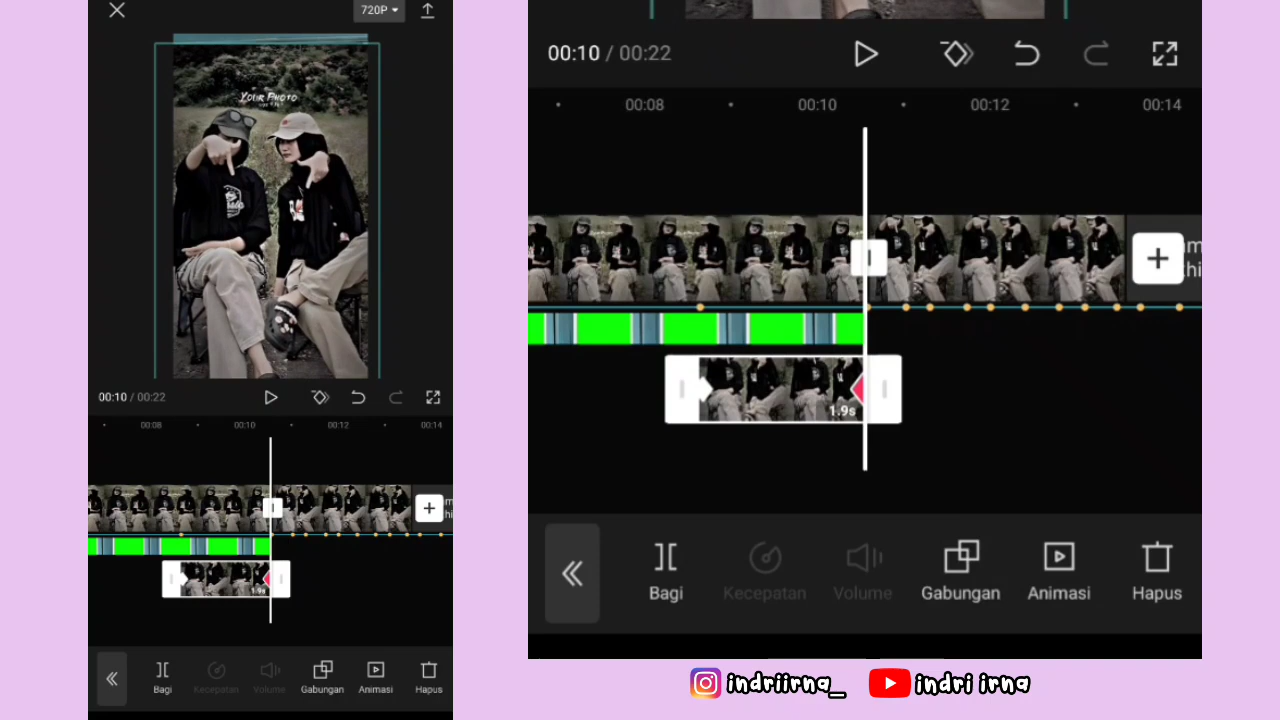 720P
YOUR PHOTO
00:10 / 00:22
00:08
00:10
00:12
00:14
1.9s
Bagi
Kecepatan
Volume
Gabungan
Animasi
Hapus
00:10 / 00:22
00:08
00:10
00:12
00:14
1.9s
Bagi
Kecepatan
Volume
Gabungan
Animasi
Hapus
indriirna_
indri irna